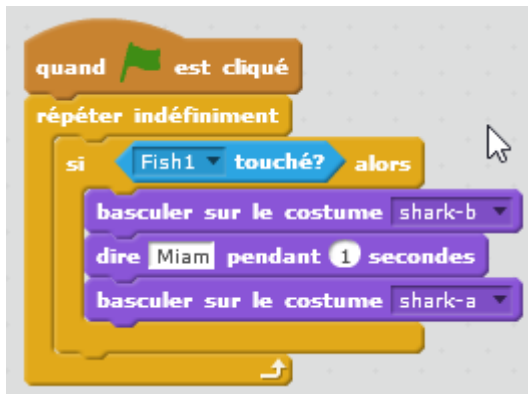 quand est cliqué
répéter indéfiniment
si Fish1 touché? alors
basculer sur le costume shark-b
dire Miam pendant 1 secondes
basculer sur le costume shark-a